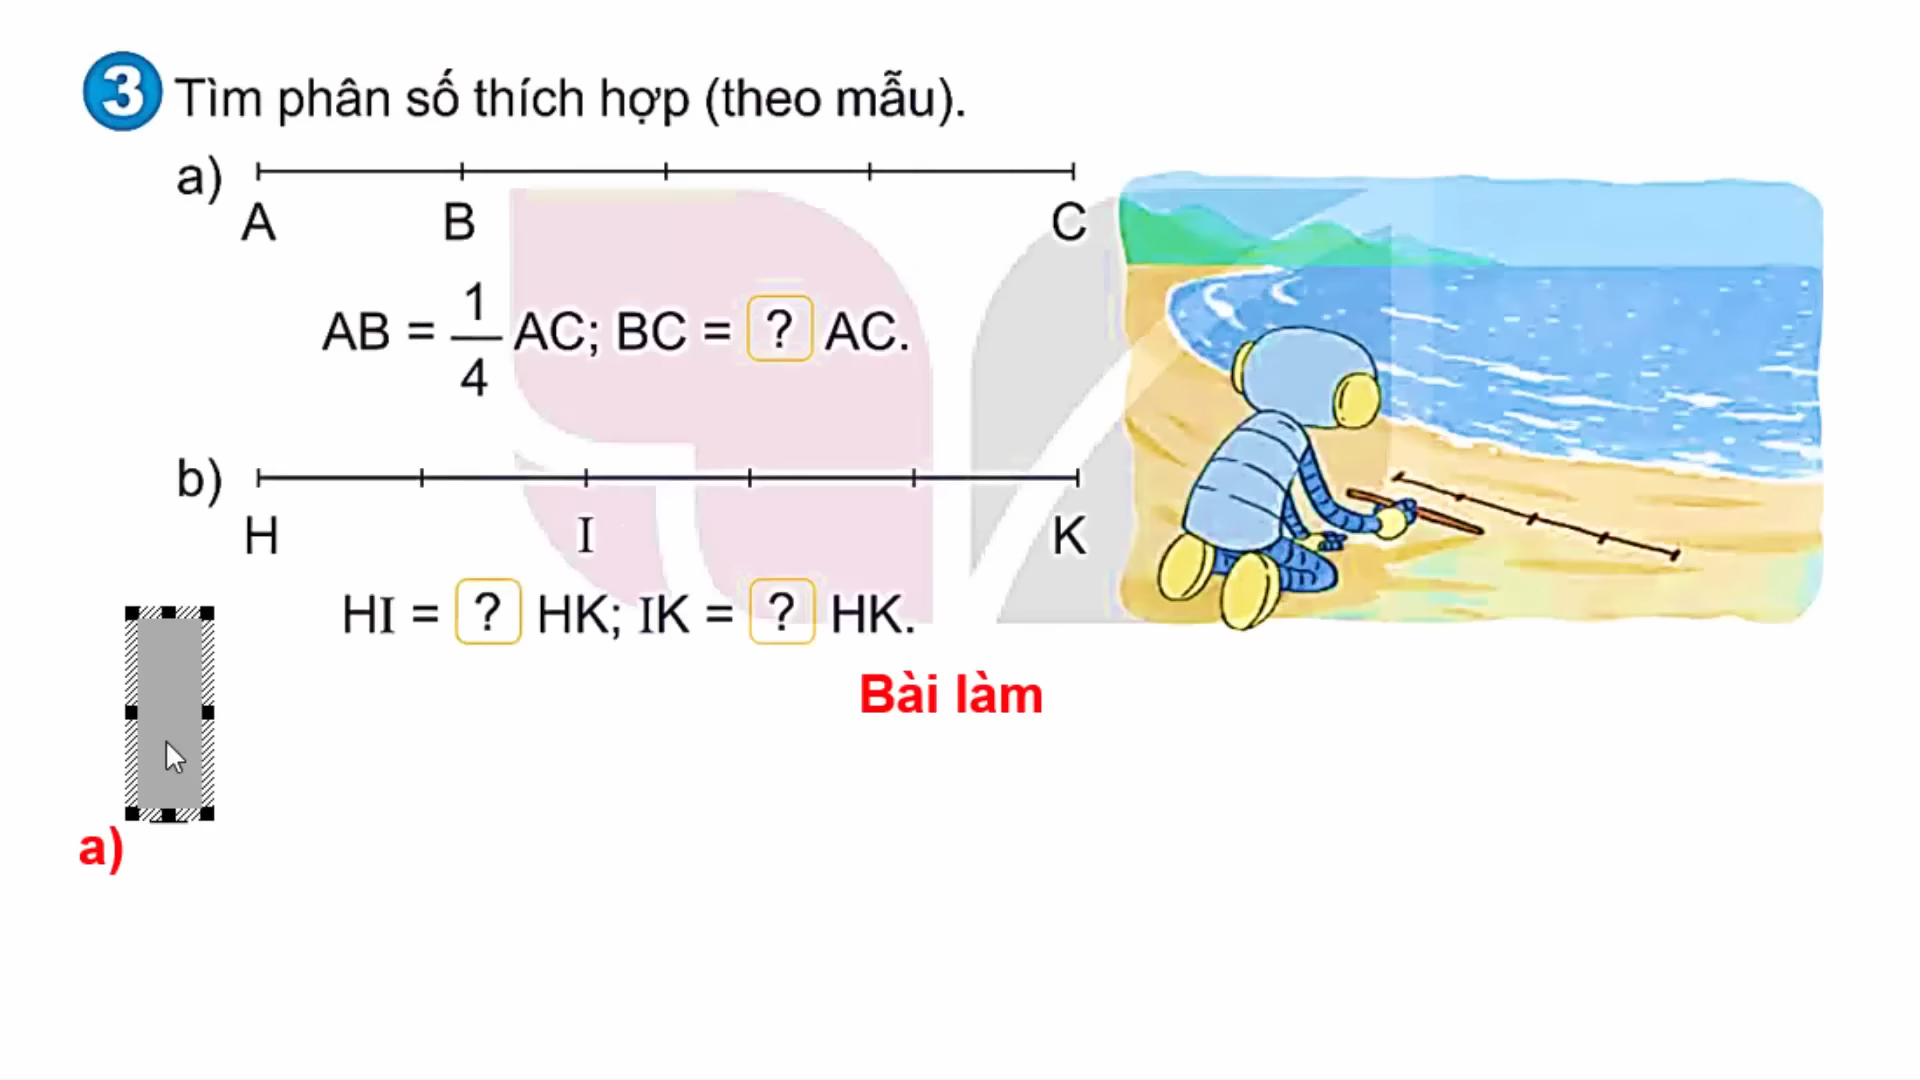 3 Tìm phân số thích hợp (theo mẫu).
a)
A B C
AB = 1/4 AC; BC = ? AC.
b)
H I K
HI = ? HK; IK = ? HK.
Bài làm
a)